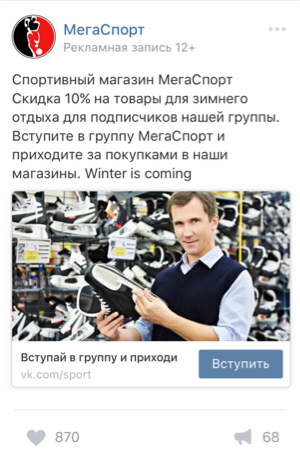 МегаСпорт
Рекламная запись 12+
Спортивный магазин МегаСпорт
Скидка 10% на товары для зимнего
отдыха для подписчиков нашей группы.
Вступите в группу МегаСпорт и
приходите за покупками в наши
магазины. Winter is coming
Вступай в группу и приходи
vk.com/sport
Вступить
870
68